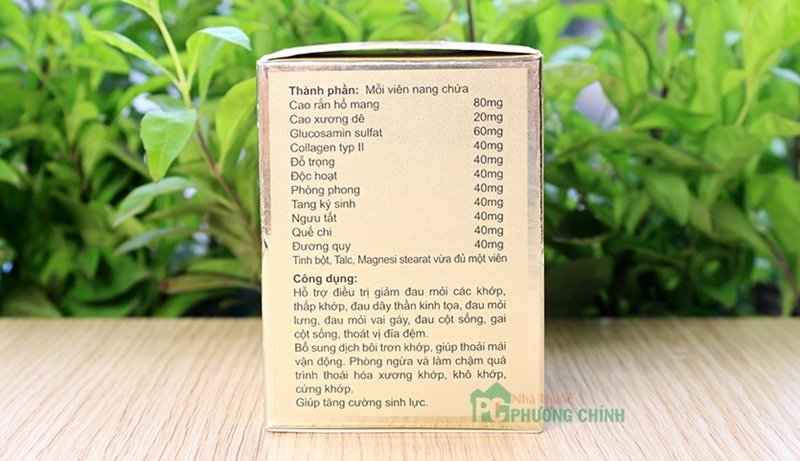 Thành phần: Mỗi viên nang chứa
Cao rắn hổ mang 80mg
Cao xương dê 20mg
Glucosamin sulfat 60mg
Collagen typ II 40mg
Đỗ trọng 40mg
Độc hoạt 40mg
Phòng phong 40mg
Tang ký sinh 40mg
Ngưu tất 40mg
Quế chi 40mg
Đương quy 40mg
Tinh bột, Talc, Magnesi stearat vừa đủ một viên
Công dụng:
Hỗ trợ điều trị giảm đau mỏi các khớp,
thấp khớp, đau dây thần kinh tọa, đau mỏi
lưng, đau mỏi vai gáy, đau cột sống, gai
cột sống, thoát vị đĩa đệm.
Bổ sung dịch bôi trơn khớp, giúp thoải mái
vận động. Phòng ngừa và làm chậm quá
trình thoái hóa xương khớp, khô khớp,
cứng khớp.
Giúp tăng cường sinh lực.
Nhà Thuốc
PC PHƯƠNG CHÍNH